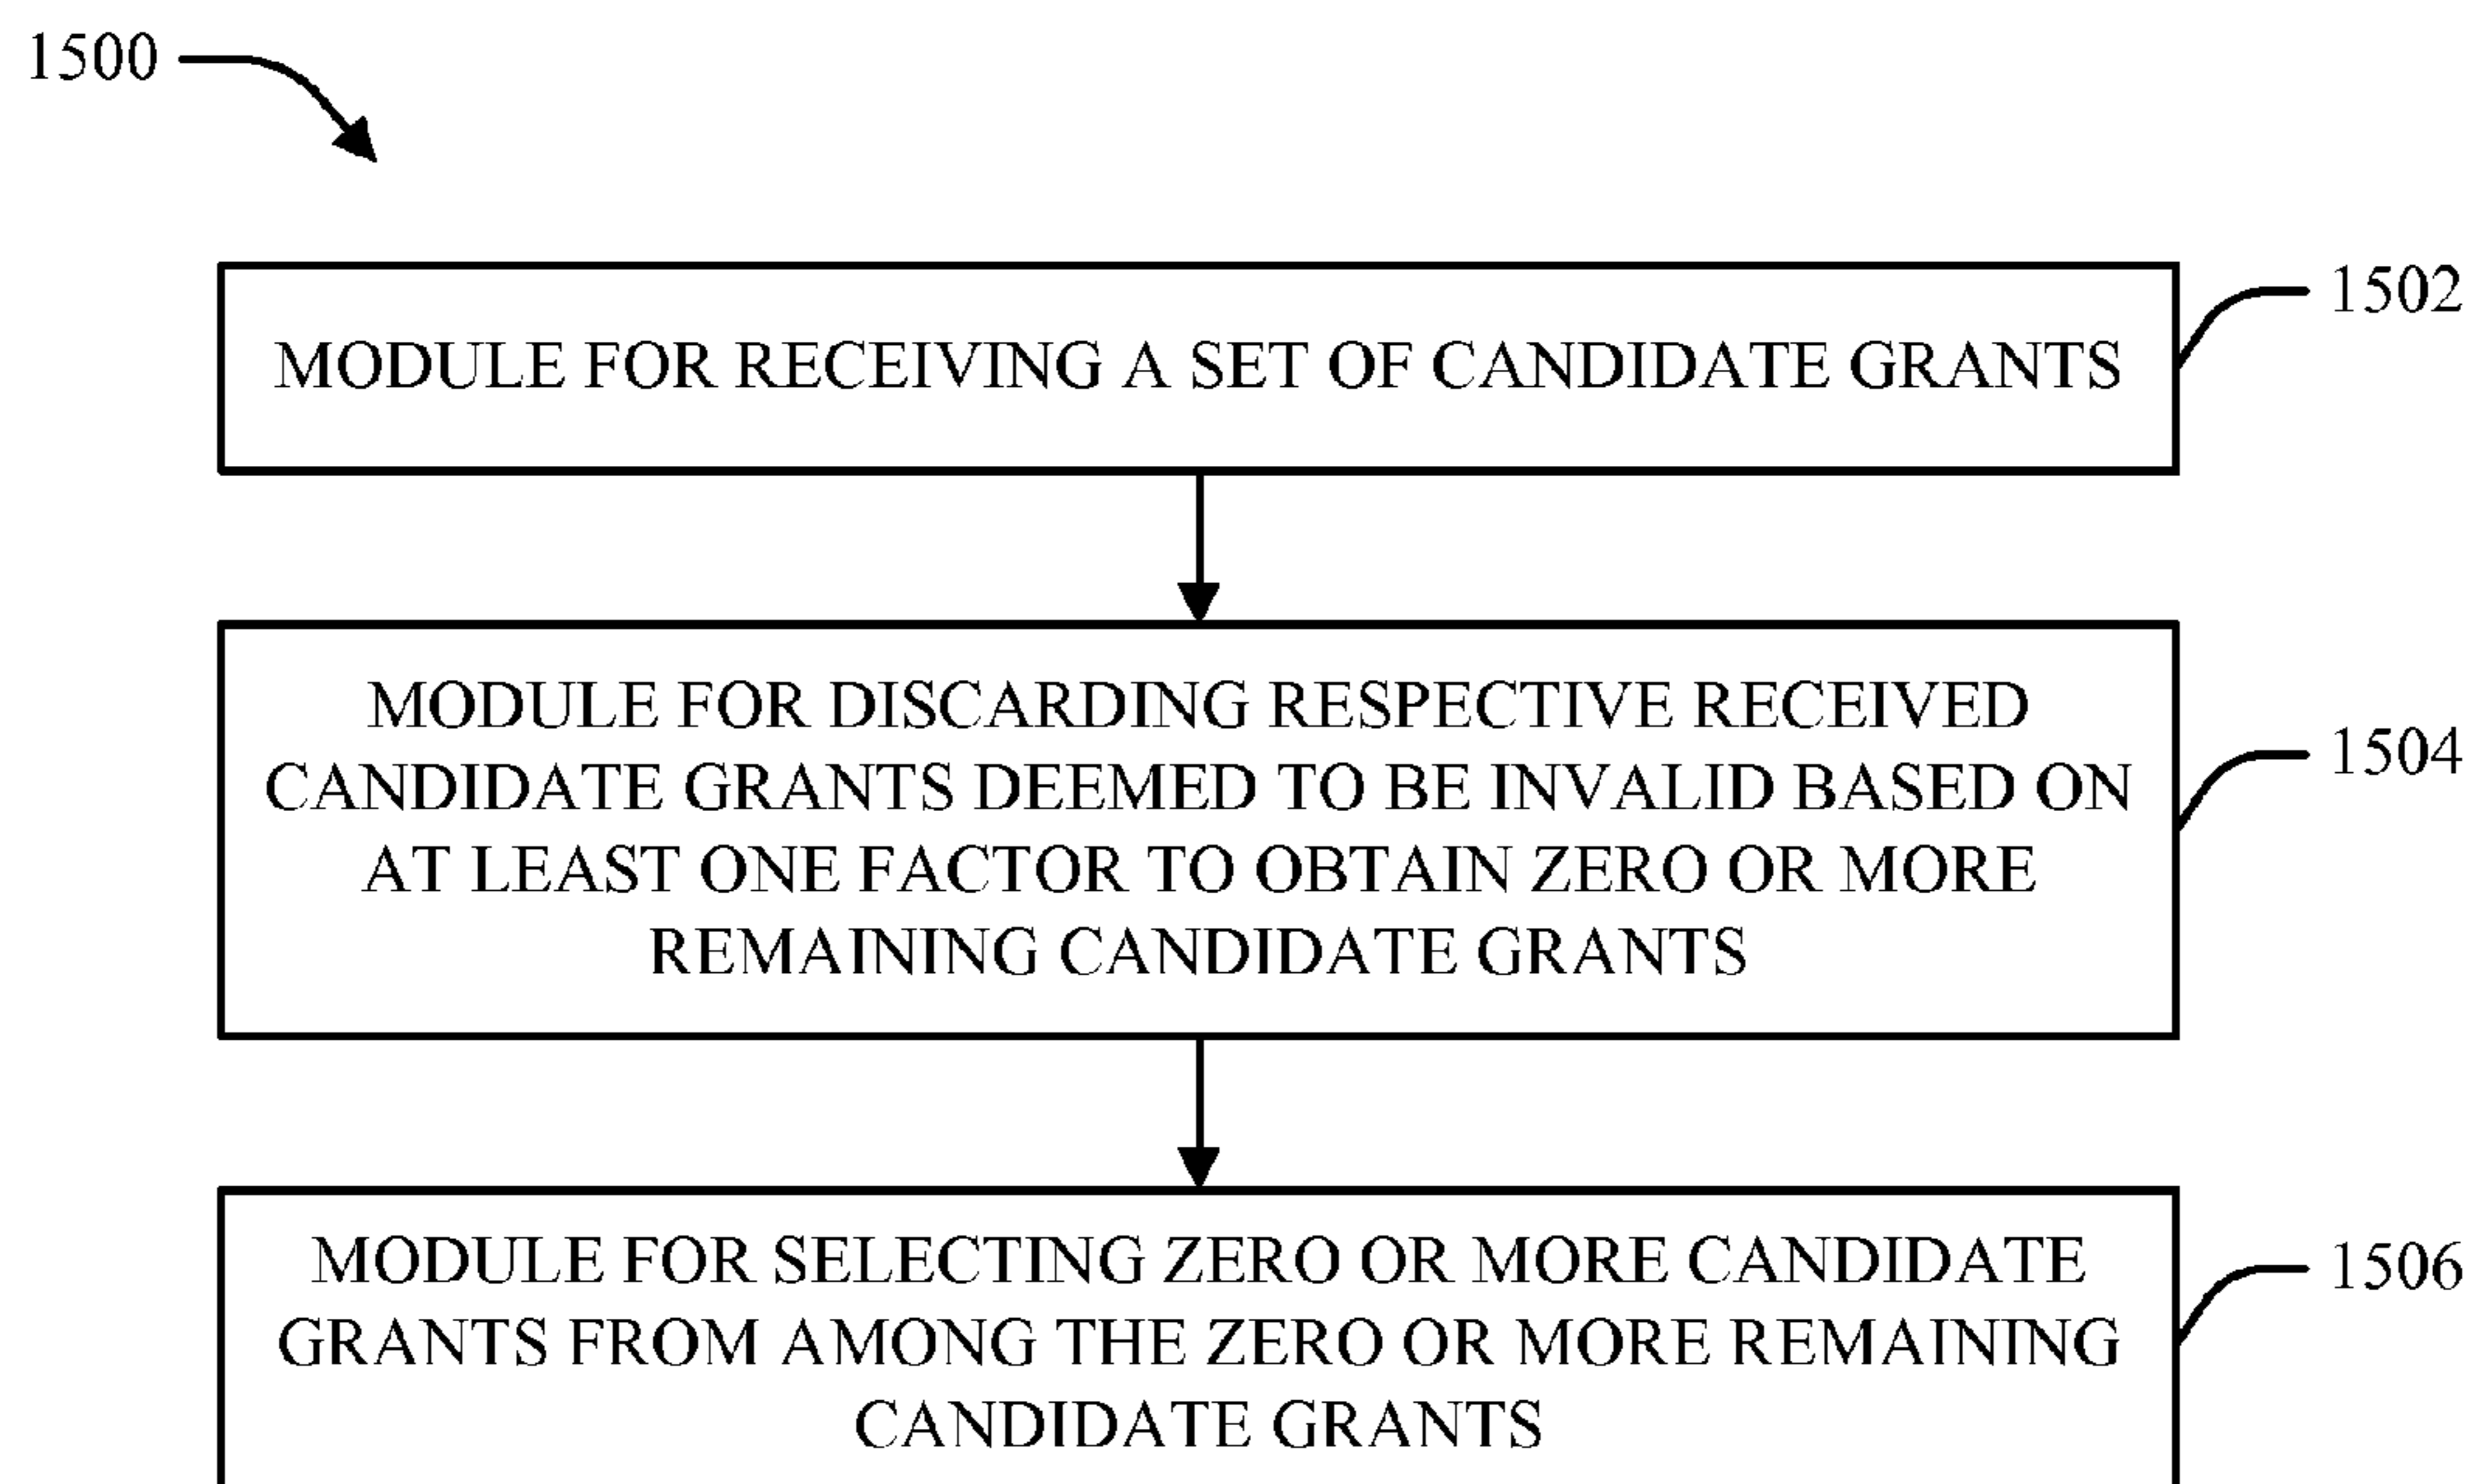 1500
1502
MODULE FOR RECEIVING A SET OF CANDIDATE GRANTS
MODULE FOR DISCARDING RESPECTIVE RECEIVED
CANDIDATE GRANTS DEEMED TO BE INVALID BASED ON
AT LEAST ONE FACTOR TO OBTAIN ZERO OR MORE
REMAINING CANDIDATE GRANTS
1504
MODULE FOR SELECTING ZERO OR MORE CANDIDATE
GRANTS FROM AMONG THE ZERO OR MORE REMAINING
CANDIDATE GRANTS
1506